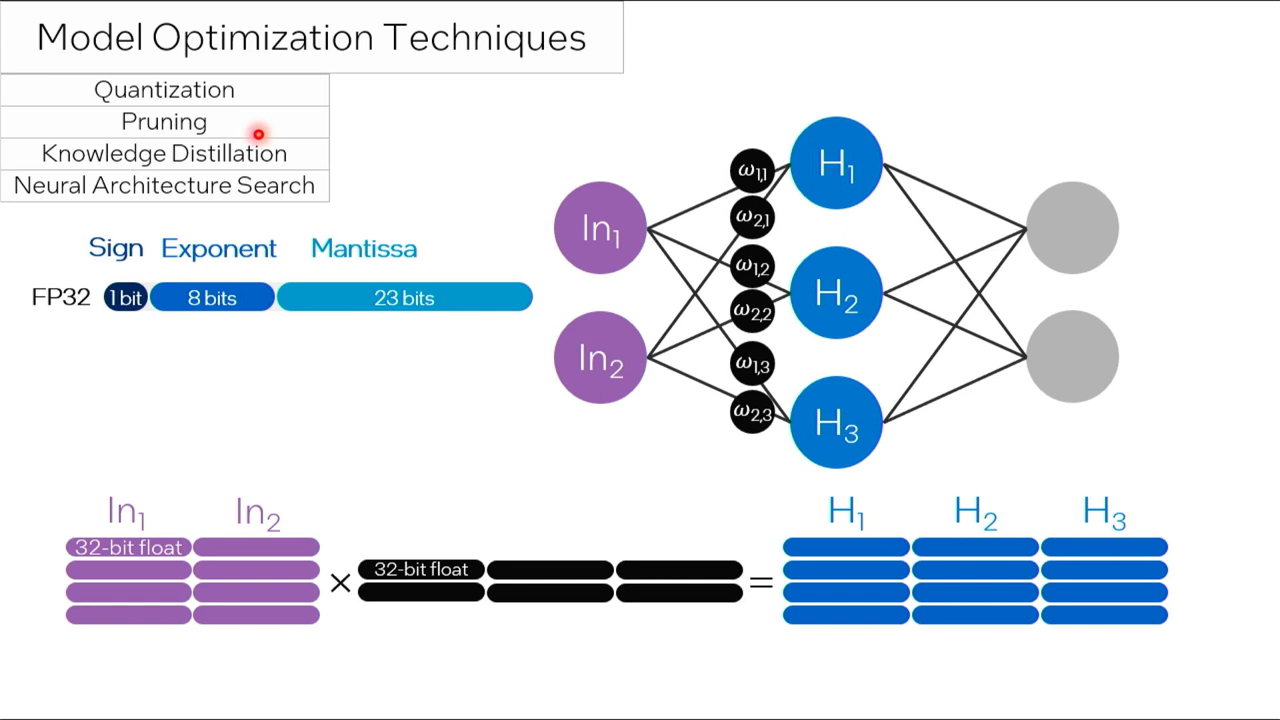 Model Optimization Techniques
Quantization
Pruning
Knowledge Distillation
Neural Architecture Search
Sign Exponent Mantissa
FP32 1 bit 8 bits 23 bits
In₁
In₂
ω₁,₁
ω₂,₁
ω₁,₂
ω₂,₂
ω₁,₃
ω₂,₃
H₁
H₂
H₃
In₁ In₂ H₁ H₂ H₃
32-bit float
× 32-bit float =